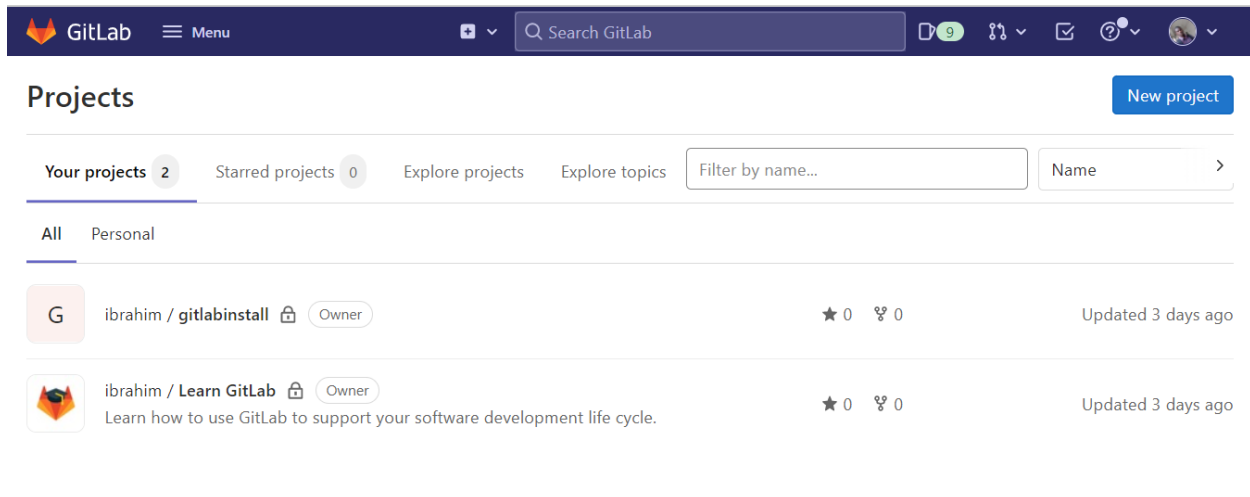 GitLab Menu Search GitLab 9
Projects New project
Your projects 2 Starred projects 0 Explore projects Explore topics Filter by name... Name
All Personal
G ibrahim / gitlabinstall Owner 0 0 Updated 3 days ago
ibrahim / Learn GitLab Owner 0 0 Updated 3 days ago
Learn how to use GitLab to support your software development life cycle.